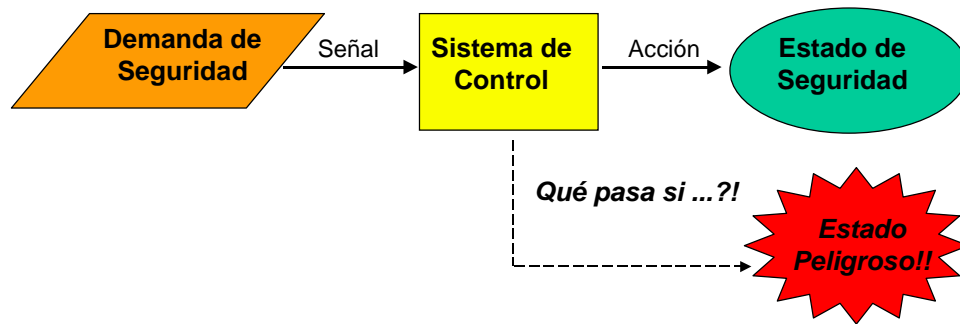 Demanda de
Seguridad
Señal
Sistema de
Control
Acción
Estado de
Seguridad
Qué pasa si ...?!
Estado
Peligroso!!